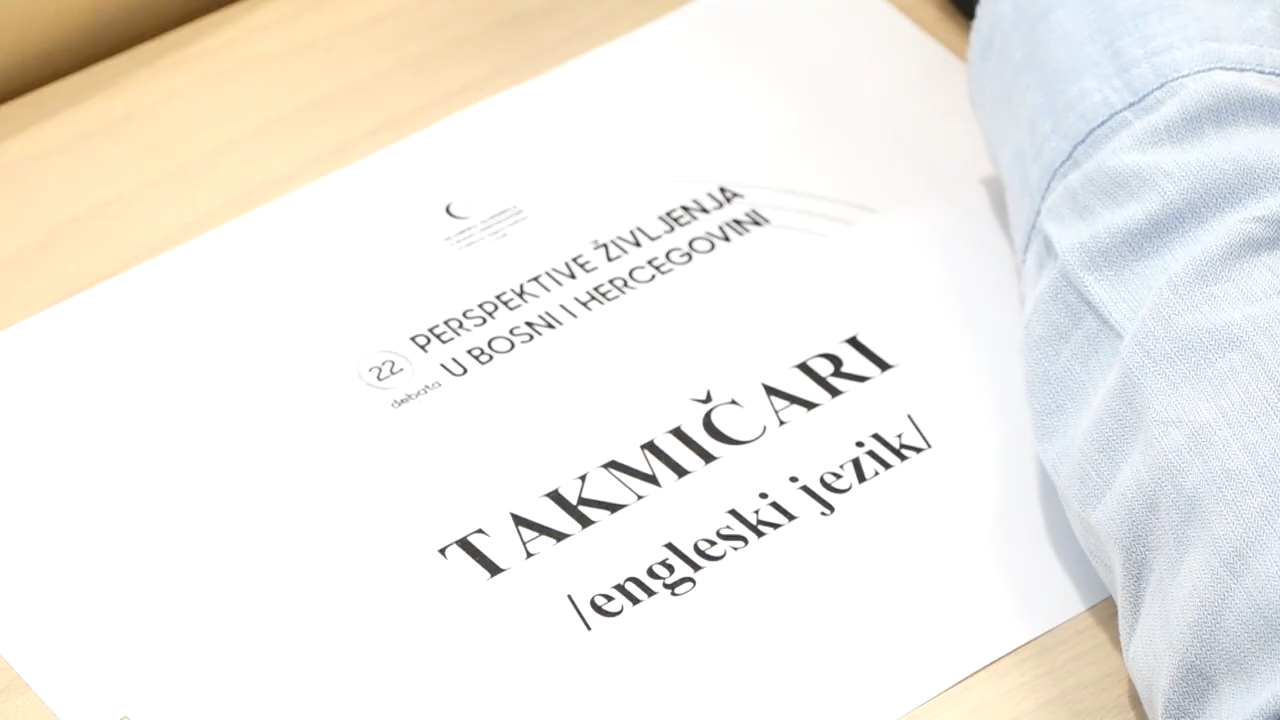 PERSPEKTIVE ŽIVLJENJA
U BOSNI I HERCEGOVINI
22
debata
TAKMIČARI
/engleski jezik/